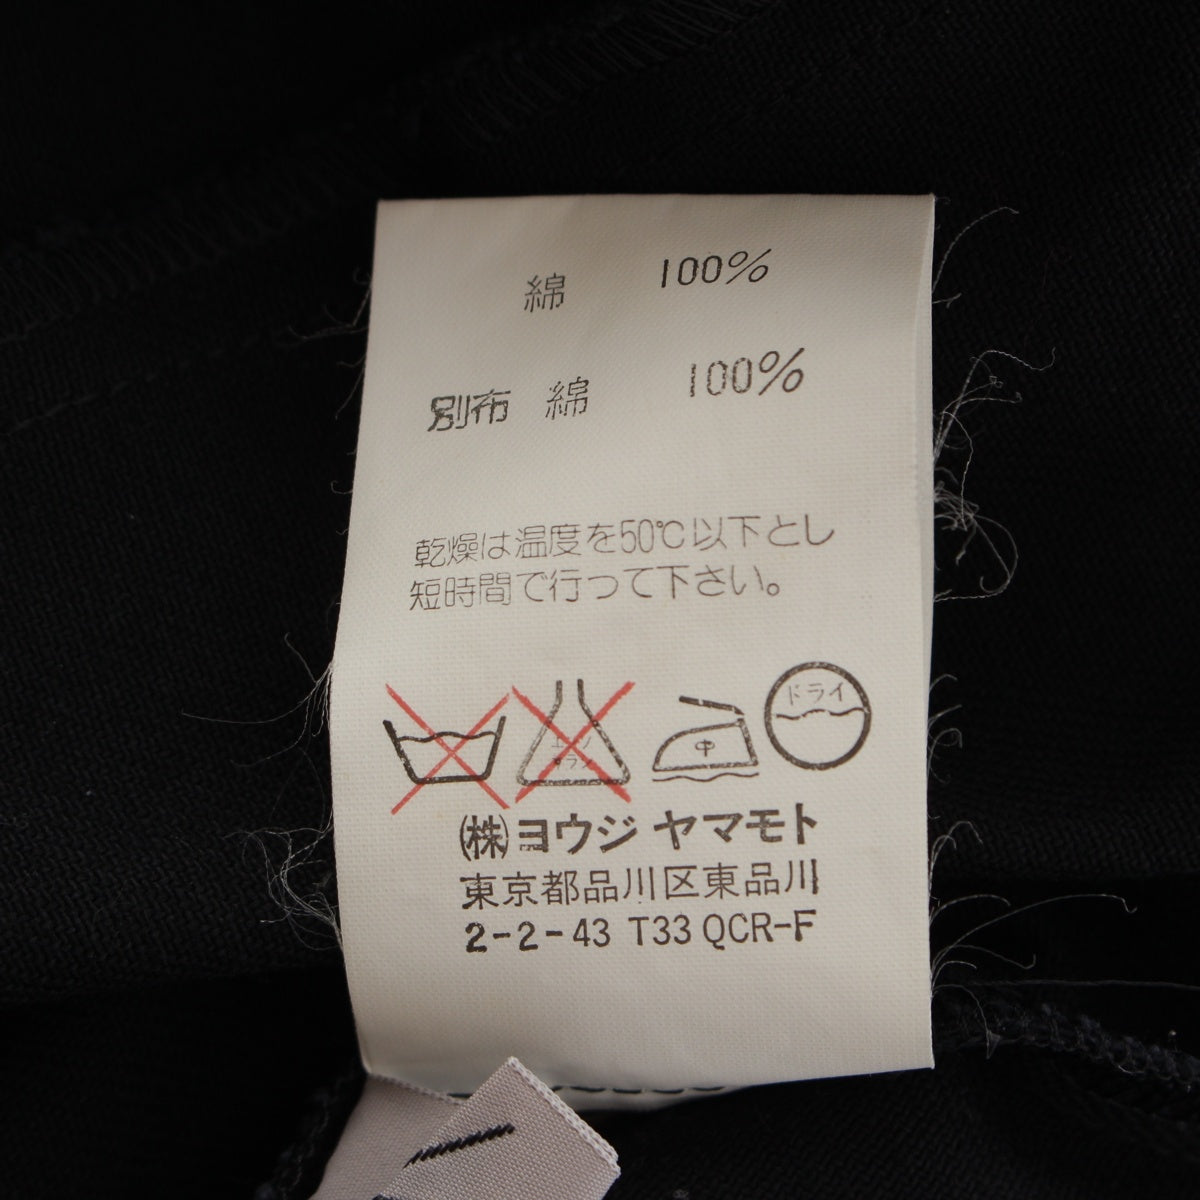 綿 100%
別布 綿 100%
乾燥は温度を50℃以下とし
短時間で行って下さい。
エンソ
サラシ
中
ドライ
(株)ヨウジ ヤマモト
東京都品川区東品川
2-2-43 T33 QCR-F